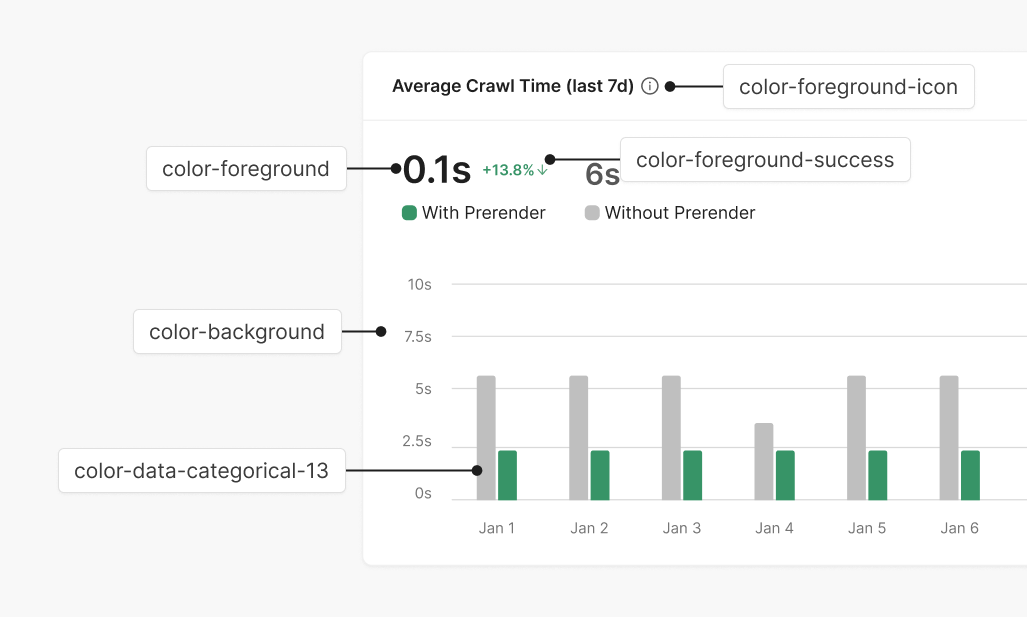 Average Crawl Time (last 7d)
color-foreground-icon
color-foreground
0.1s
+13.8%↓
6s
color-foreground-success
With Prerender
Without Prerender
10s
color-background
7.5s
5s
2.5s
color-data-categorical-13
0s
Jan 1
Jan 2
Jan 3
Jan 4
Jan 5
Jan 6